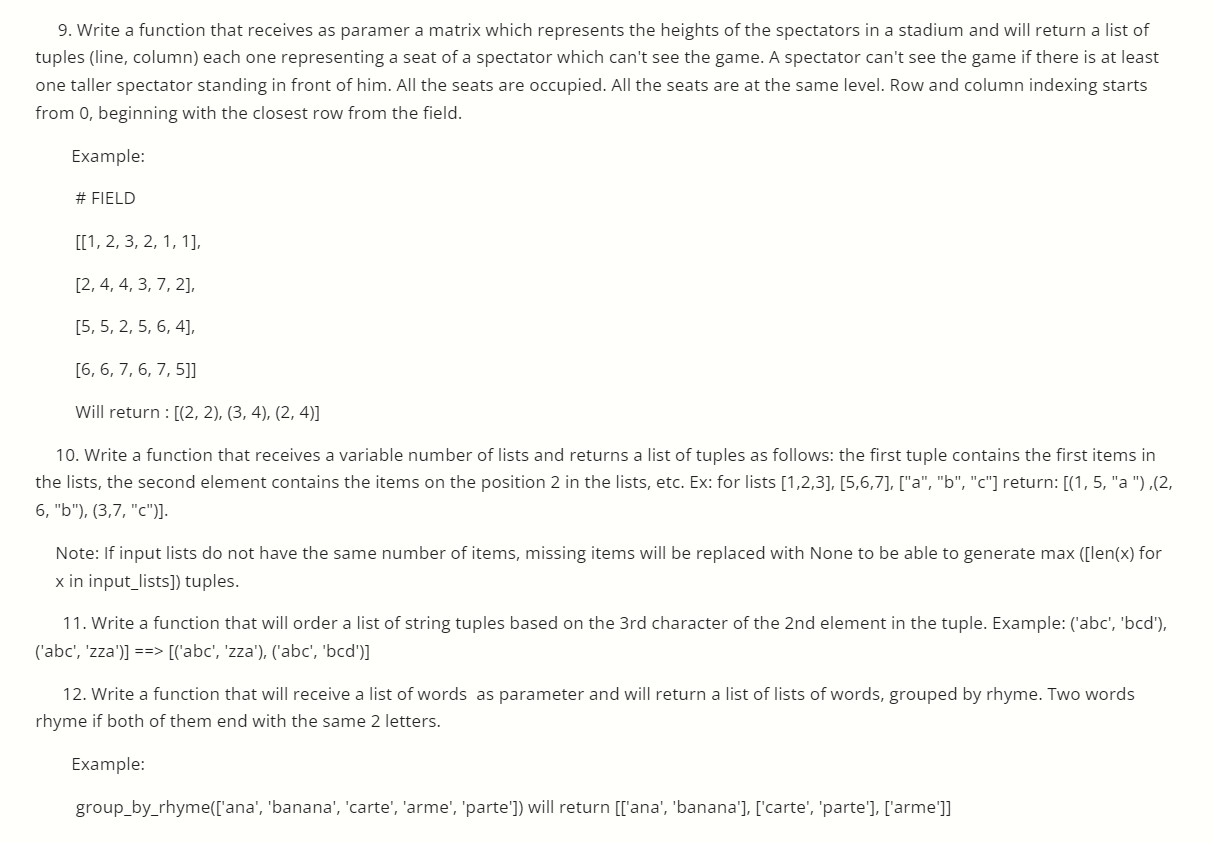 9. Write a function that receives as paramer a matrix which represents the heights of the spectators in a stadium and will return a list of
tuples (line, column) each one representing a seat of a spectator which can't see the game. A spectator can't see the game if there is at least
one taller spectator standing in front of him. All the seats are occupied. All the seats are at the same level. Row and column indexing starts
from 0, beginning with the closest row from the field.
Example:
# FIELD
[[1, 2, 3, 2, 1, 1],
[2, 4, 4, 3, 7, 2],
[5, 5, 2, 5, 6, 4],
[6, 6, 7, 6, 7, 5]]
Will return : [(2, 2), (3, 4), (2, 4)]
10. Write a function that receives a variable number of lists and returns a list of tuples as follows: the first tuple contains the first items in
the lists, the second element contains the items on the position 2 in the lists, etc. Ex: for lists [1,2,3], [5,6,7], ["a", "b", "c"] return: [(1, 5, "a ") ,(2,
6, "b"), (3,7, "c")].
Note: If input lists do not have the same number of items, missing items will be replaced with None to be able to generate max ([len(x) for
x in input_lists]) tuples.
11. Write a function that will order a list of string tuples based on the 3rd character of the 2nd element in the tuple. Example: ('abc', 'bcd'),
('abc', 'zza')] ==> [('abc', 'zza'), ('abc', 'bcd')]
12. Write a function that will receive a list of words  as parameter and will return a list of lists of words, grouped by rhyme. Two words
rhyme if both of them end with the same 2 letters.
Example:
group_by_rhyme(['ana', 'banana', 'carte', 'arme', 'parte']) will return [['ana', 'banana'], ['carte', 'parte'], ['arme']]